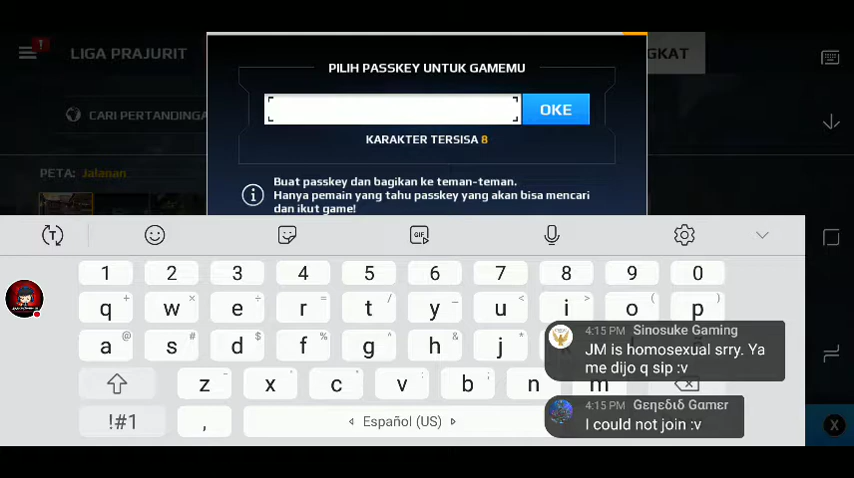 LIGA PRAJURIT
PILIH PASSKEY UNTUK GAMEMU
GKAT
OKE
KARAKTER TERSISA 8
CARI PERTANDINGA
PETA: Jalanan
Buat passkey dan bagikan ke teman-teman.
Hanya pemain yang tahu passkey yang akan bisa mencari
dan ikut game!
T
GIF
1 2 3 4 5 6 7 8 9 0
q w e r t y u i o p
a s d f g h j
4:15 PM Sinosuke Gaming
JM is homosexual srry. Ya
me dijo q sip :v
z x c v b n m
!#1 , Español (US)
4:15 PM Gεηεδιδ Gamεr
I could not join :v
X